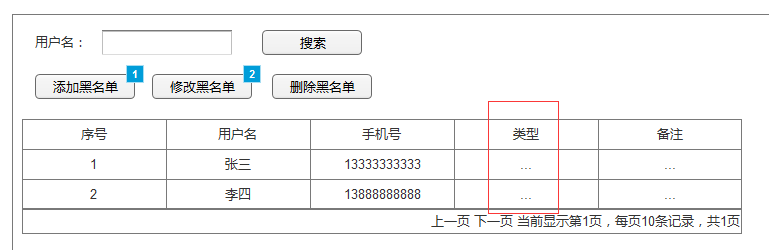 用户名： 搜索
添加黑名单 1 修改黑名单 2 删除黑名单
序号 用户名 手机号 类型 备注
1 张三 13333333333 ... ...
2 李四 13888888888 ... ...
上一页 下一页 当前显示第1页，每页10条记录，共1页